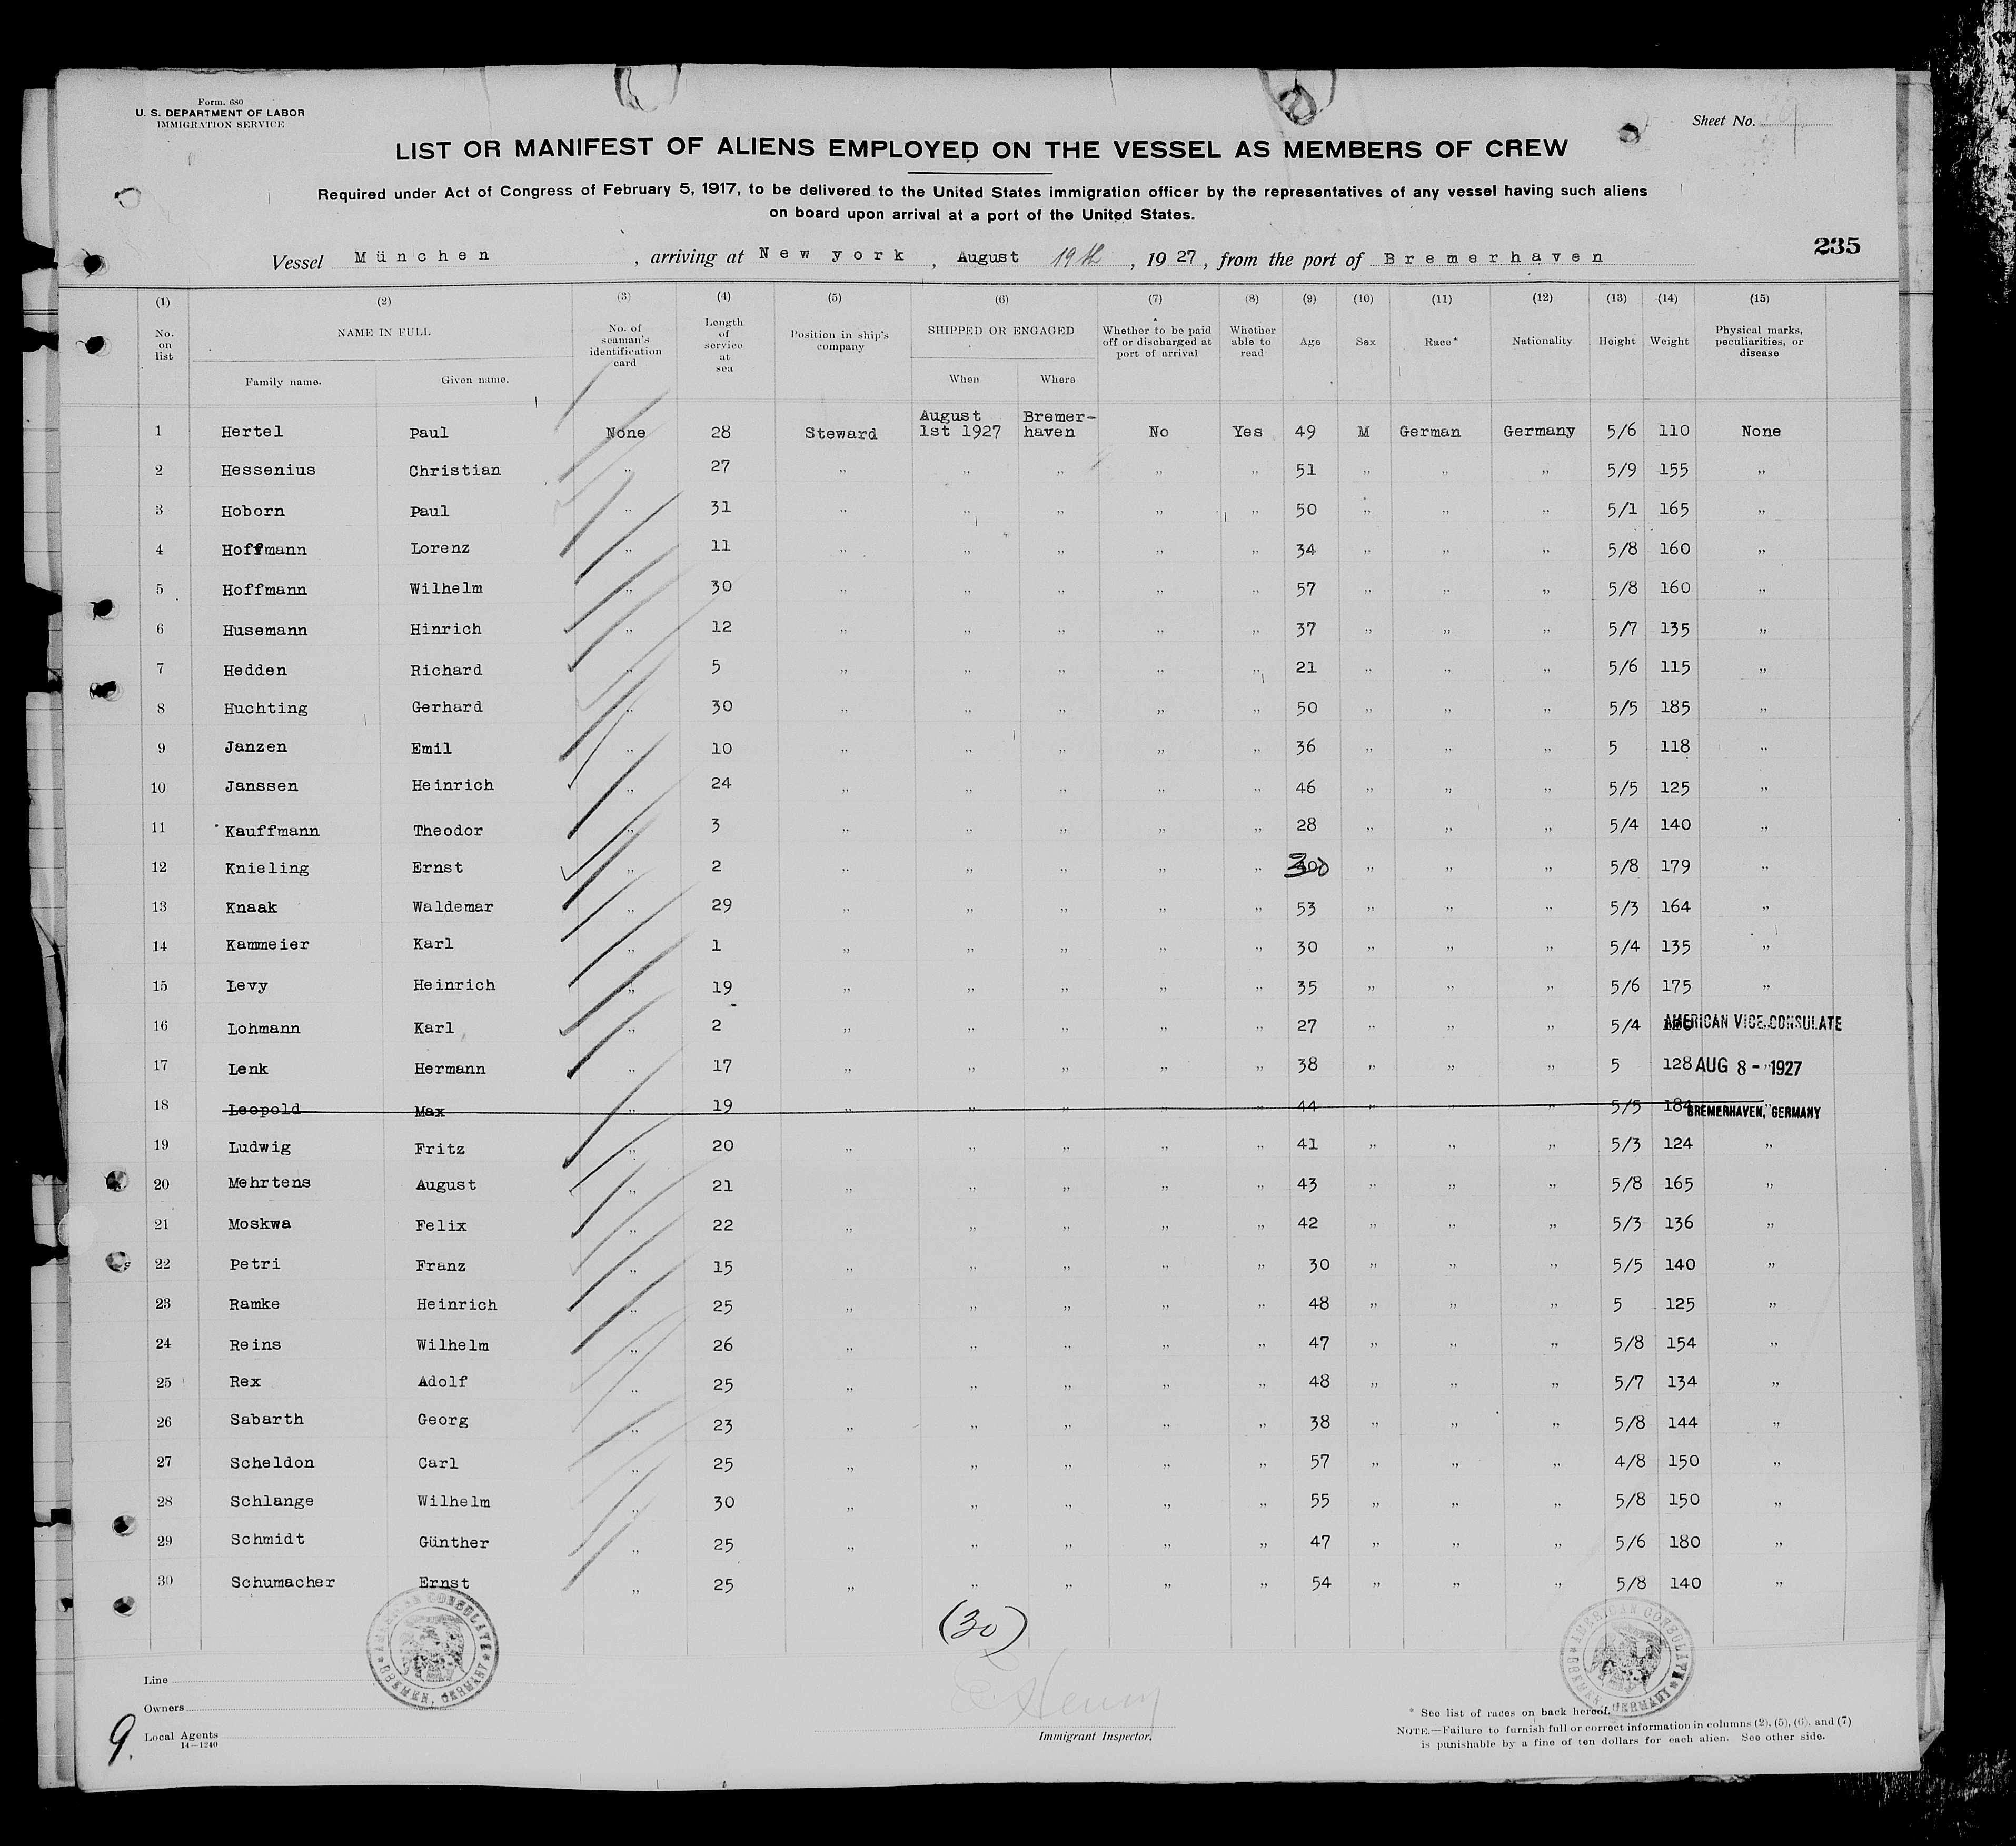 Form. 680
U. S. DEPARTMENT OF LABOR
IMMIGRATION SERVICE
Sheet No.
LIST OR MANIFEST OF ALIENS EMPLOYED ON THE VESSEL AS MEMBERS OF CREW
Required under Act of Congress of February 5, 1917, to be delivered to the United States immigration officer by the representatives of any vessel having such aliens
on board upon arrival at a port of the United States.
235
Vessel München , arriving at New york , August 19th , 1927, from the port of Bremerhaven
(1) (2) (3) (4) (5) (6) (7) (8) (9) (10) (11) (12) (13) (14) (15)
No. on list NAME IN FULL Family name. Given name. No. of seaman's identification card Length of service at sea Position in ship's company SHIPPED OR ENGAGED When Where Whether to be paid off or discharged at port of arrival Whether able to read Age Sex Race* Nationality Height Weight Physical marks, peculiarities, or disease
1 Hertel Paul None 28 Steward August 1st 1927 Bremer-haven No Yes 49 M German Germany 5/6 110 None
2 Hessenius Christian „ 27 „ „ „ „ „ 51 „ „ „ 5/9 155 „
3 Hoborn Paul „ 31 „ „ „ „ „ 50 „ „ „ 5/1 165 „
4 Hoffmann Lorenz „ 11 „ „ „ „ „ 34 „ „ „ 5/8 160 „
5 Hoffmann Wilhelm „ 30 „ „ „ „ „ 57 „ „ „ 5/8 160 „
6 Husemann Hinrich „ 12 „ „ „ „ „ 37 „ „ „ 5/7 135 „
7 Hedden Richard „ 5 „ „ „ „ „ 21 „ „ „ 5/6 115 „
8 Huchting Gerhard „ 30 „ „ „ „ „ 50 „ „ „ 5/5 185 „
9 Janzen Emil „ 10 „ „ „ „ „ 36 „ „ „ 5 118 „
10 Janssen Heinrich „ 24 „ „ „ „ „ 46 „ „ „ 5/5 125 „
11 Kauffmann Theodor „ 3 „ „ „ „ „ 28 „ „ „ 5/4 140 „
12 Knieling Ernst „ 2 „ „ „ „ „ „ „ „ 5/8 179 „
13 Knaak Waldemar „ 29 „ „ „ „ „ 53 „ „ „ 5/3 164 „
14 Kammeier Karl „ 1 „ „ „ „ „ 30 „ „ „ 5/4 135 „
15 Levy Heinrich „ 19 „ „ „ „ „ 35 „ „ „ 5/6 175 „
16 Lohmann Karl „ 2 „ „ „ „ „ 27 „ „ „ 5/4 AMERICAN VICE CONSULATE
17 Lenk Hermann „ 17 „ „ „ „ „ 38 „ „ „ 5 128 AUG 8 - 1927 „
18 Leopold Max „ 19 „ „ „ „ „ 44 „ „ „ 5/5 184 BREMERHAVEN, GERMANY „
19 Ludwig Fritz „ 20 „ „ „ „ „ 41 „ „ „ 5/3 124 „
20 Mehrtens August „ 21 „ „ „ „ „ 43 „ „ „ 5/8 165 „
21 Moskwa Felix „ 22 „ „ „ „ „ 42 „ „ „ 5/3 136 „
22 Petri Franz „ 15 „ „ „ „ „ 30 „ „ „ 5/5 140 „
23 Ramke Heinrich „ 25 „ „ „ „ „ 48 „ „ „ 5 125 „
24 Reins Wilhelm „ 26 „ „ „ „ „ 47 „ „ „ 5/8 154 „
25 Rex Adolf „ 25 „ „ „ „ „ 48 „ „ „ 5/7 134 „
26 Sabarth Georg „ 23 „ „ „ „ „ 38 „ „ „ 5/8 144 „
27 Scheldon Carl „ 25 „ „ „ „ „ 57 „ „ „ 4/8 150 „
28 Schlange Wilhelm „ 30 „ „ „ „ „ 55 „ „ „ 5/8 150 „
29 Schmidt Günther „ 25 „ „ „ „ „ 47 „ „ „ 5/6 180 „
30 Schumacher Ernst „ 25 „ „ „ „ „ 54 „ „ „ 5/8 140 „
(30)
AMERICAN CONSULATE BREMEN, GERMANY
AMERICAN CONSULATE BREMEN, GERMANY
Line
Owners
Local Agents
14—1240
9.
Immigrant Inspector.
* See list of races on back hereof.
NOTE.—Failure to furnish full or correct information in columns (2), (5), (6), and (7)
is punishable by a fine of ten dollars for each alien. See other side.